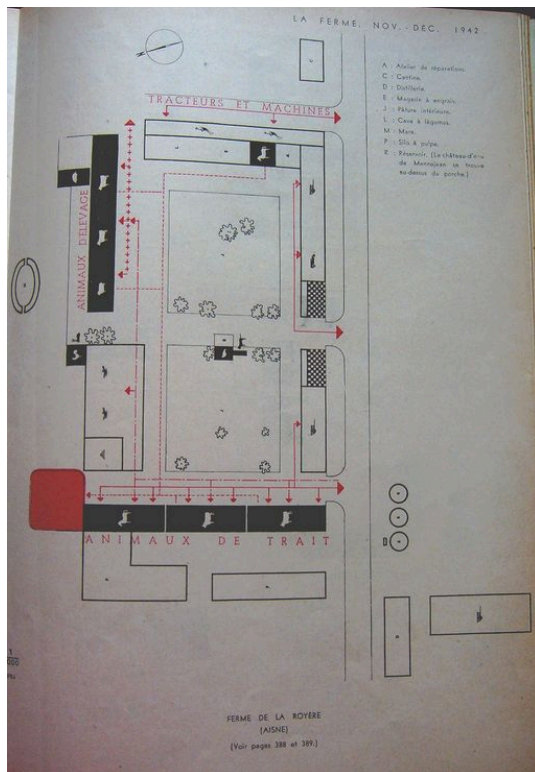 LA FERME. NOV.-DÉC. 1942
A : Atelier de réparations.
C : Cantine.
D : Distillerie.
E : Magasin à engrais.
J : Pâture intérieure.
L : Cave à légumes.
M : Mare.
P : Silo à pulpe.
R : Réservoir. (Le château-d'eau
de Monnejean se trouve
au-dessus du porche.)
TRACTEURS ET MACHINES
ANIMAUX D'ÉLEVAGE
ANIMAUX DE TRAIT
FERME DE LA ROYÈRE
(AISNE)
(Voir pages 388 et 389.)